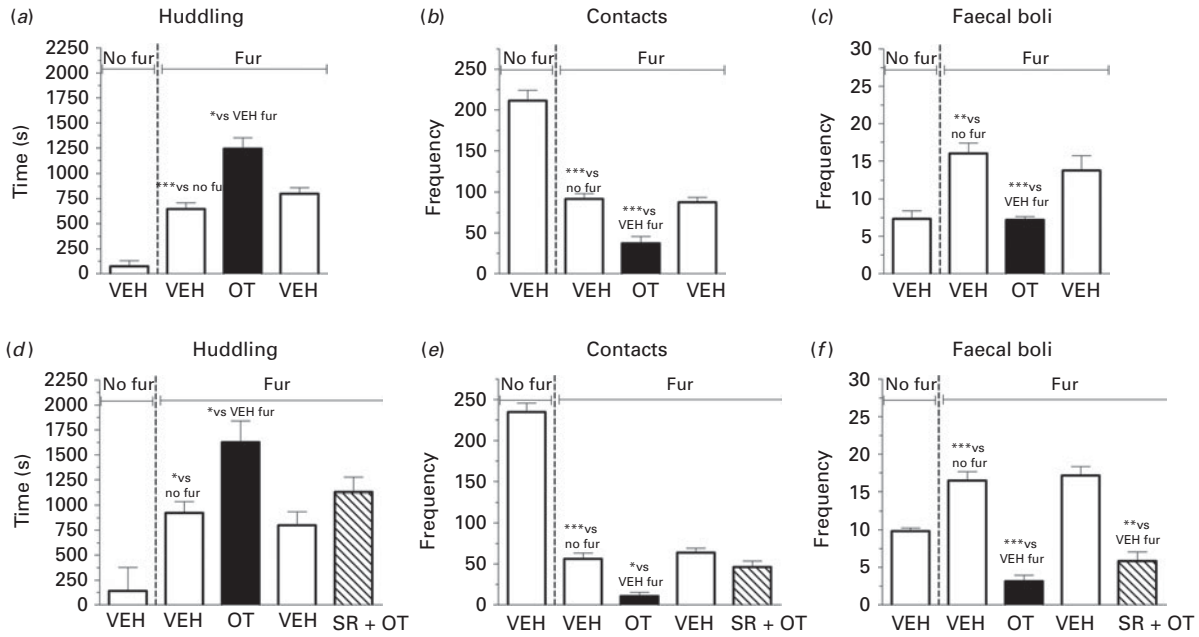 (a) Huddling
2250
2000
1750
1500
1250
1000
750
500
250
0
Time (s)
No fur
Fur
*vs VEH fur
***vs no fu
VEH VEH OT VEH
(b) Contacts
250
200
150
100
50
0
Frequency
No fur
Fur
***vs
no fur
***vs
VEH fur
VEH VEH OT VEH
(c) Faecal boli
30
25
20
15
10
5
0
Frequency
No fur
Fur
**vs
no fur
***vs
VEH fur
VEH VEH OT VEH
(d) Huddling
2250
2000
1750
1500
1250
1000
750
500
250
0
Time (s)
No fur
Fur
*vs VEH fur
*vs
no fur
VEH VEH OT VEH SR + OT
(e) Contacts
250
200
150
100
50
0
Frequency
No fur
Fur
***vs
no fur
*vs
VEH fur
VEH VEH OT VEH SR + OT
(f) Faecal boli
30
25
20
15
10
5
0
Frequency
No fur
Fur
***vs
no fur
***vs
VEH fur
**vs
VEH fur
VEH VEH OT VEH SR + OT